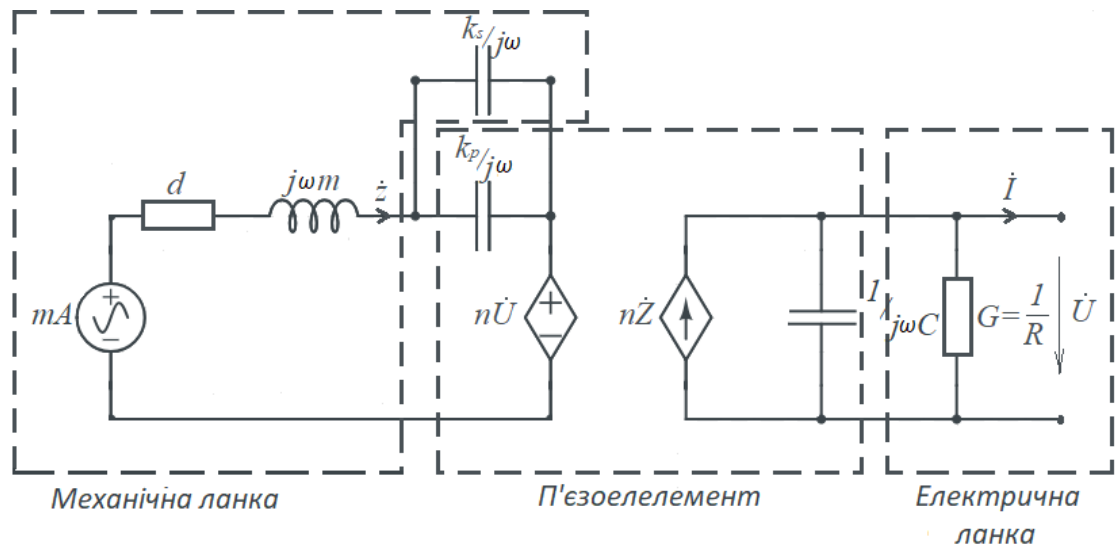 kₛ/jω
kₚ/jω
d
jωm
ż
İ
mA
+
−
nU̇
+
−
nŻ
1/jωC
G=1/R
U̇
Механічна ланка
П'єзоелелемент
Електрична
ланка